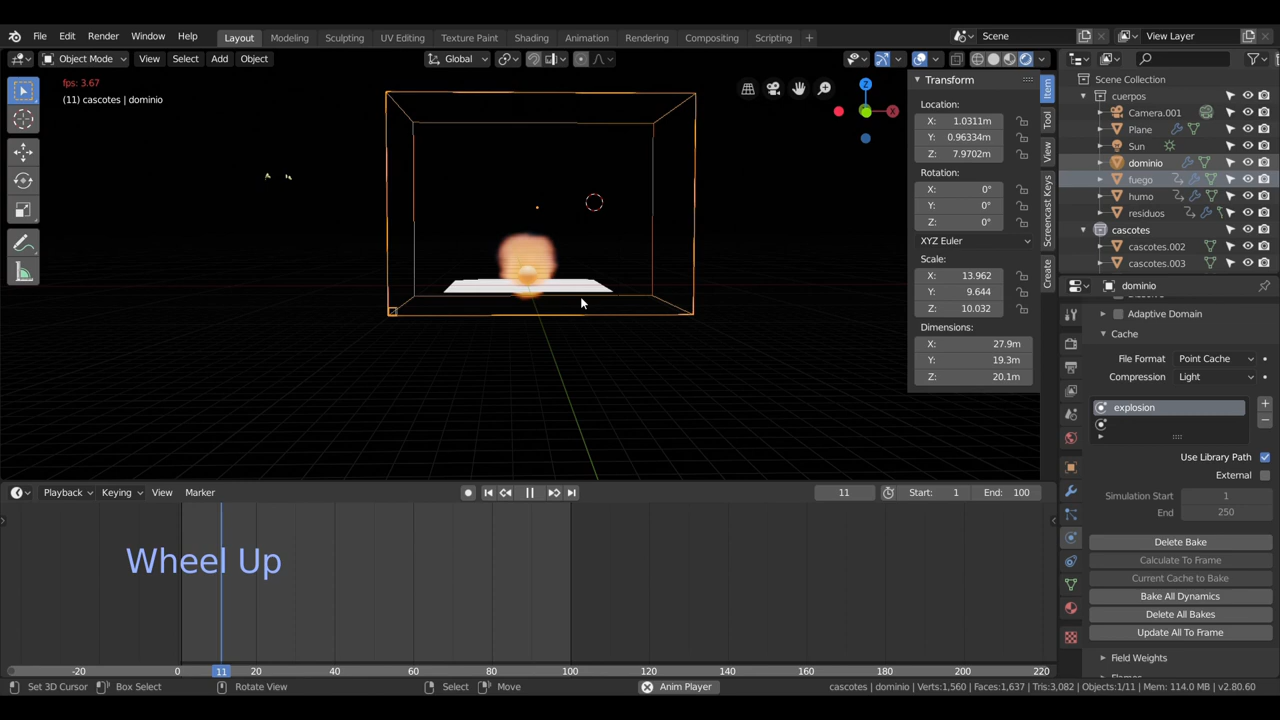 File Edit Render Window Help Layout Modeling Sculpting UV Editing Texture Paint Shading Animation Rendering Compositing Scripting + Scene View Layer
Object Mode View Select Add Object Global
fps: 3.67
(11) cascotes | dominio
Transform
Location:
X: 1.0311m
Y: 0.96334m
Z: 7.9702m
Rotation:
X: 0°
Y: 0°
Z: 0°
XYZ Euler
Scale:
X: 13.962
Y: 9.644
Z: 10.032
Dimensions:
X: 27.9m
Y: 19.3m
Z: 20.1m
Item
Tool
View
Screencast Keys
Create
Scene Collection
cuerpos
Camera.001
Plane
Sun
dominio
fuego
humo
residuos
cascotes
cascotes.002
cascotes.003
dominio
Adaptive Domain
Cache
File Format Point Cache
Compression Light
explosion
Use Library Path
External
Simulation Start 1
End 250
Delete Bake
Calculate To Frame
Current Cache to Bake
Bake All Dynamics
Delete All Bakes
Update All To Frame
Field Weights
Playback Keying View Marker 11 Start: 1 End: 100
Wheel Up
-20 0 11 20 40 60 80 100 120 140 160 180 200 220
Set 3D Cursor Box Select Rotate View Select Move Anim Player cascotes | dominio | Verts:1,560 | Faces:1,637 | Tris:3,082 | Objects:1/11 | Mem: 114.0 MB | v2.80.60